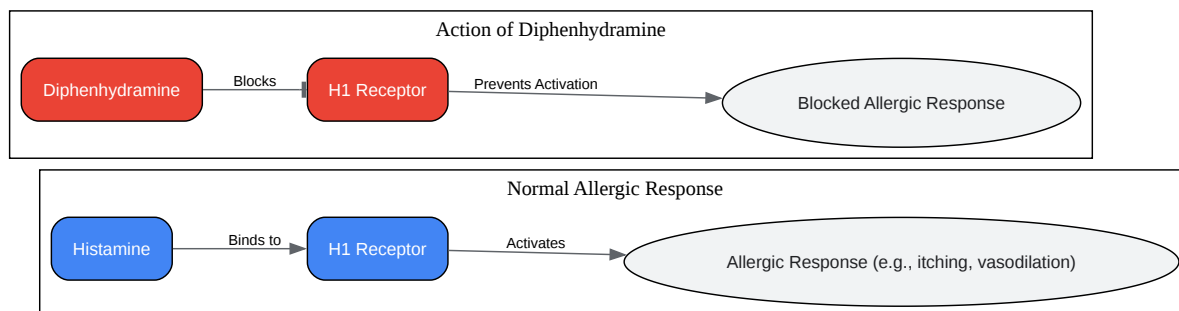 Action of Diphenhydramine
Diphenhydramine
Blocks
H1 Receptor
Prevents Activation
Blocked Allergic Response
Normal Allergic Response
Histamine
Binds to
H1 Receptor
Activates
Allergic Response (e.g., itching, vasodilation)